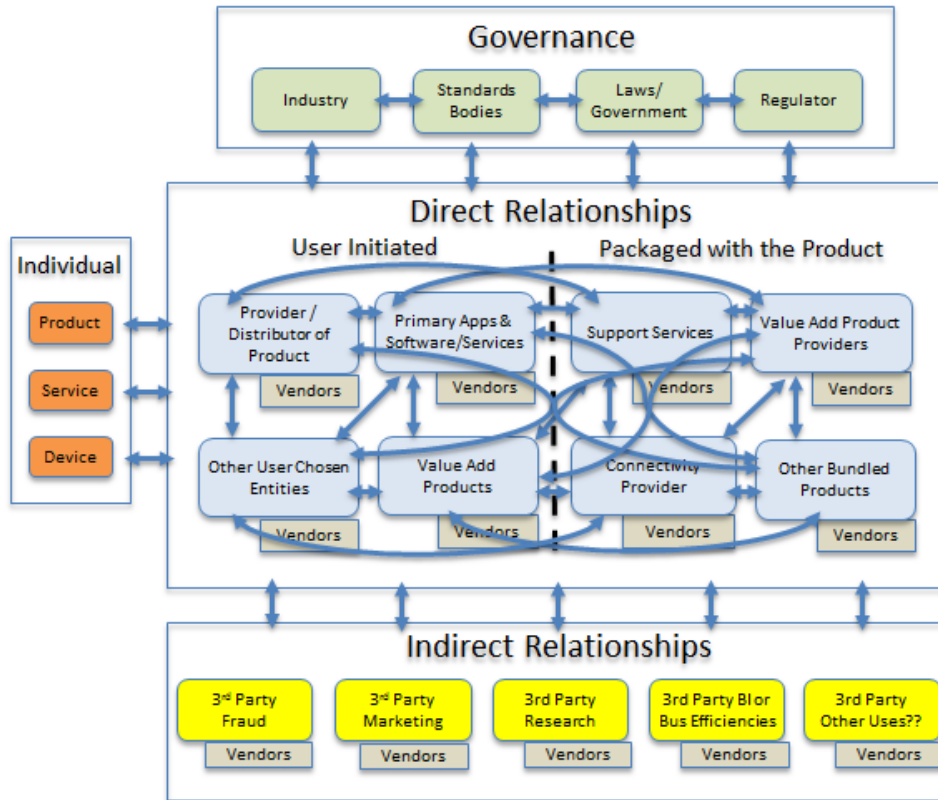 Governance
Industry
Standards
Bodies
Laws/
Government
Regulator
Direct Relationships
User Initiated
Packaged with the Product
Individual
Product
Service
Device
Provider /
Distributor of
Product
Vendors
Primary Apps &
Software/Services
Vendors
Support Services
Vendors
Value Add Product
Providers
Vendors
Other User Chosen
Entities
Vendors
Value Add
Products
Vendors
Connectivity
Provider
Vendors
Other Bundled
Products
Vendors
Indirect Relationships
3rd Party
Fraud
Vendors
3rd Party
Marketing
Vendors
3rd Party
Research
Vendors
3rd Party BI or
Bus Efficiencies
Vendors
3rd Party
Other Uses??
Vendors